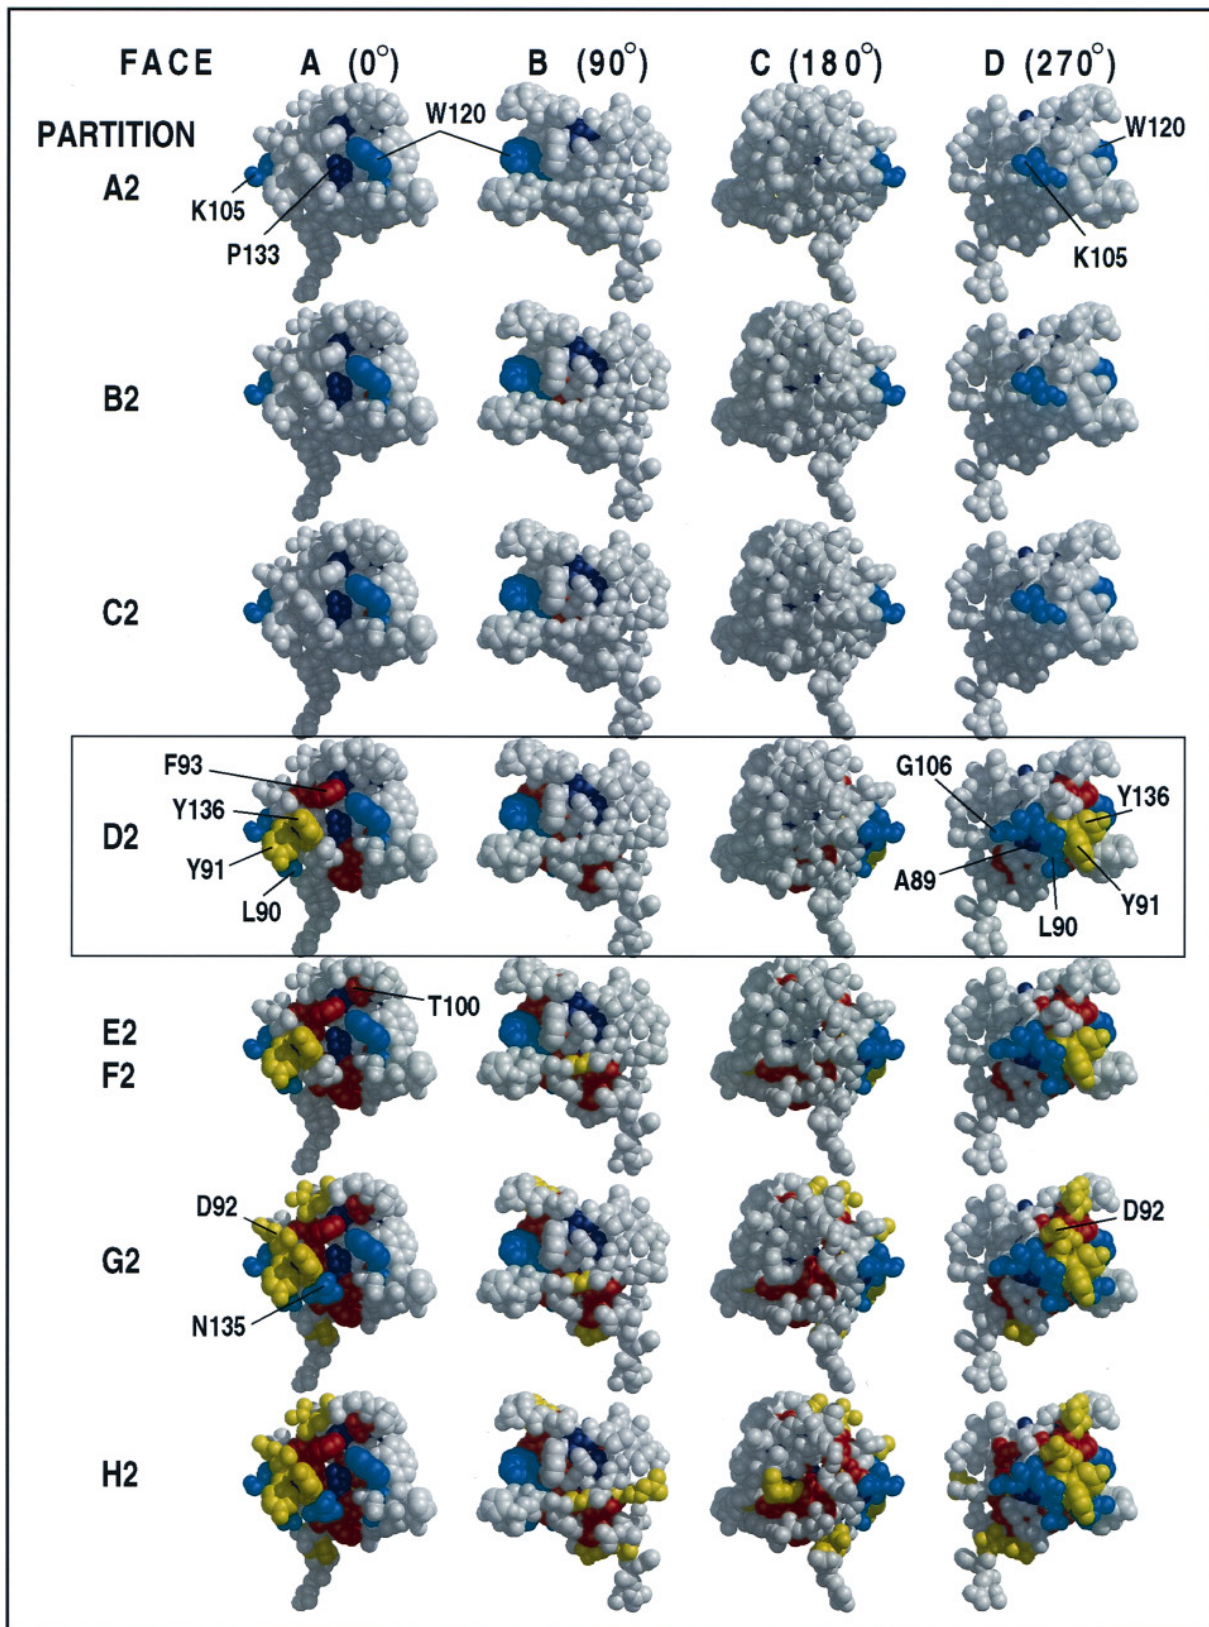 FACE A (0°) B (90°) C (180°) D (270°)
PARTITION
W120
W120
A2
K105
P133
K105
B2
C2
F93
G106
Y136
Y136
D2
Y91
A89
L90
L90
Y91
T100
E2
F2
D92
D92
G2
N135
H2